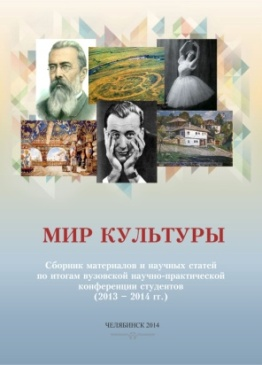 МИР КУЛЬТУРЫ
Сборник материалов и научных статей
по итогам вузовской научно-практической
конференции студентов
(2013 – 2014 гг.)
ЧЕЛЯБИНСК 2014